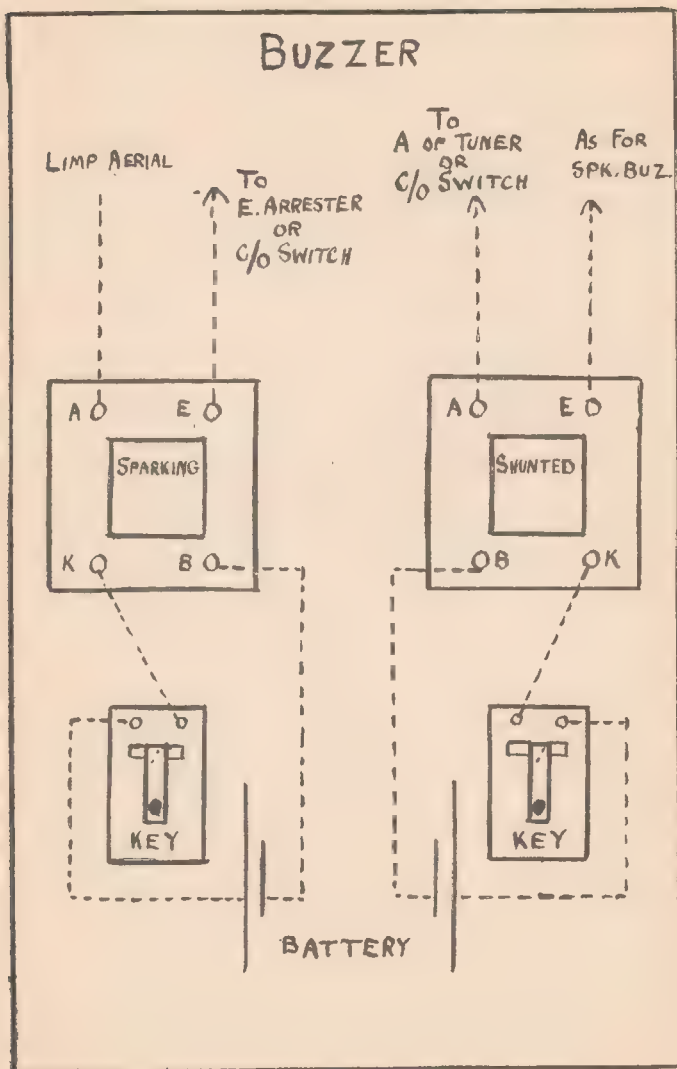 BUZZER
LIMP AERIAL
TO
E. ARRESTER
OR
C/O SWITCH
TO
A OF TUNER
OR
C/O SWITCH
AS FOR
SPK. BUZ.
A
E
SPARKING
K
B
A
E
SHUNTED
B
K
KEY
KEY
BATTERY